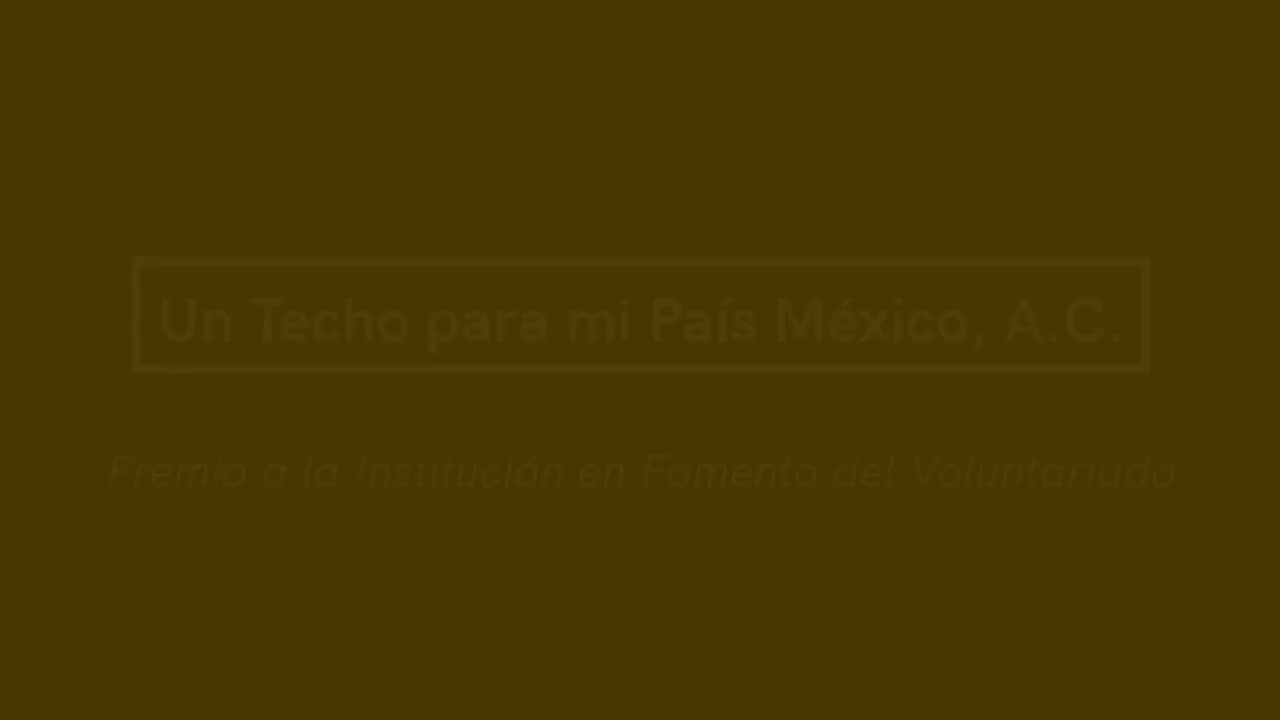 Un Techo para mi País México, A.C.
Premio a la Institución en Fomento del Voluntariado